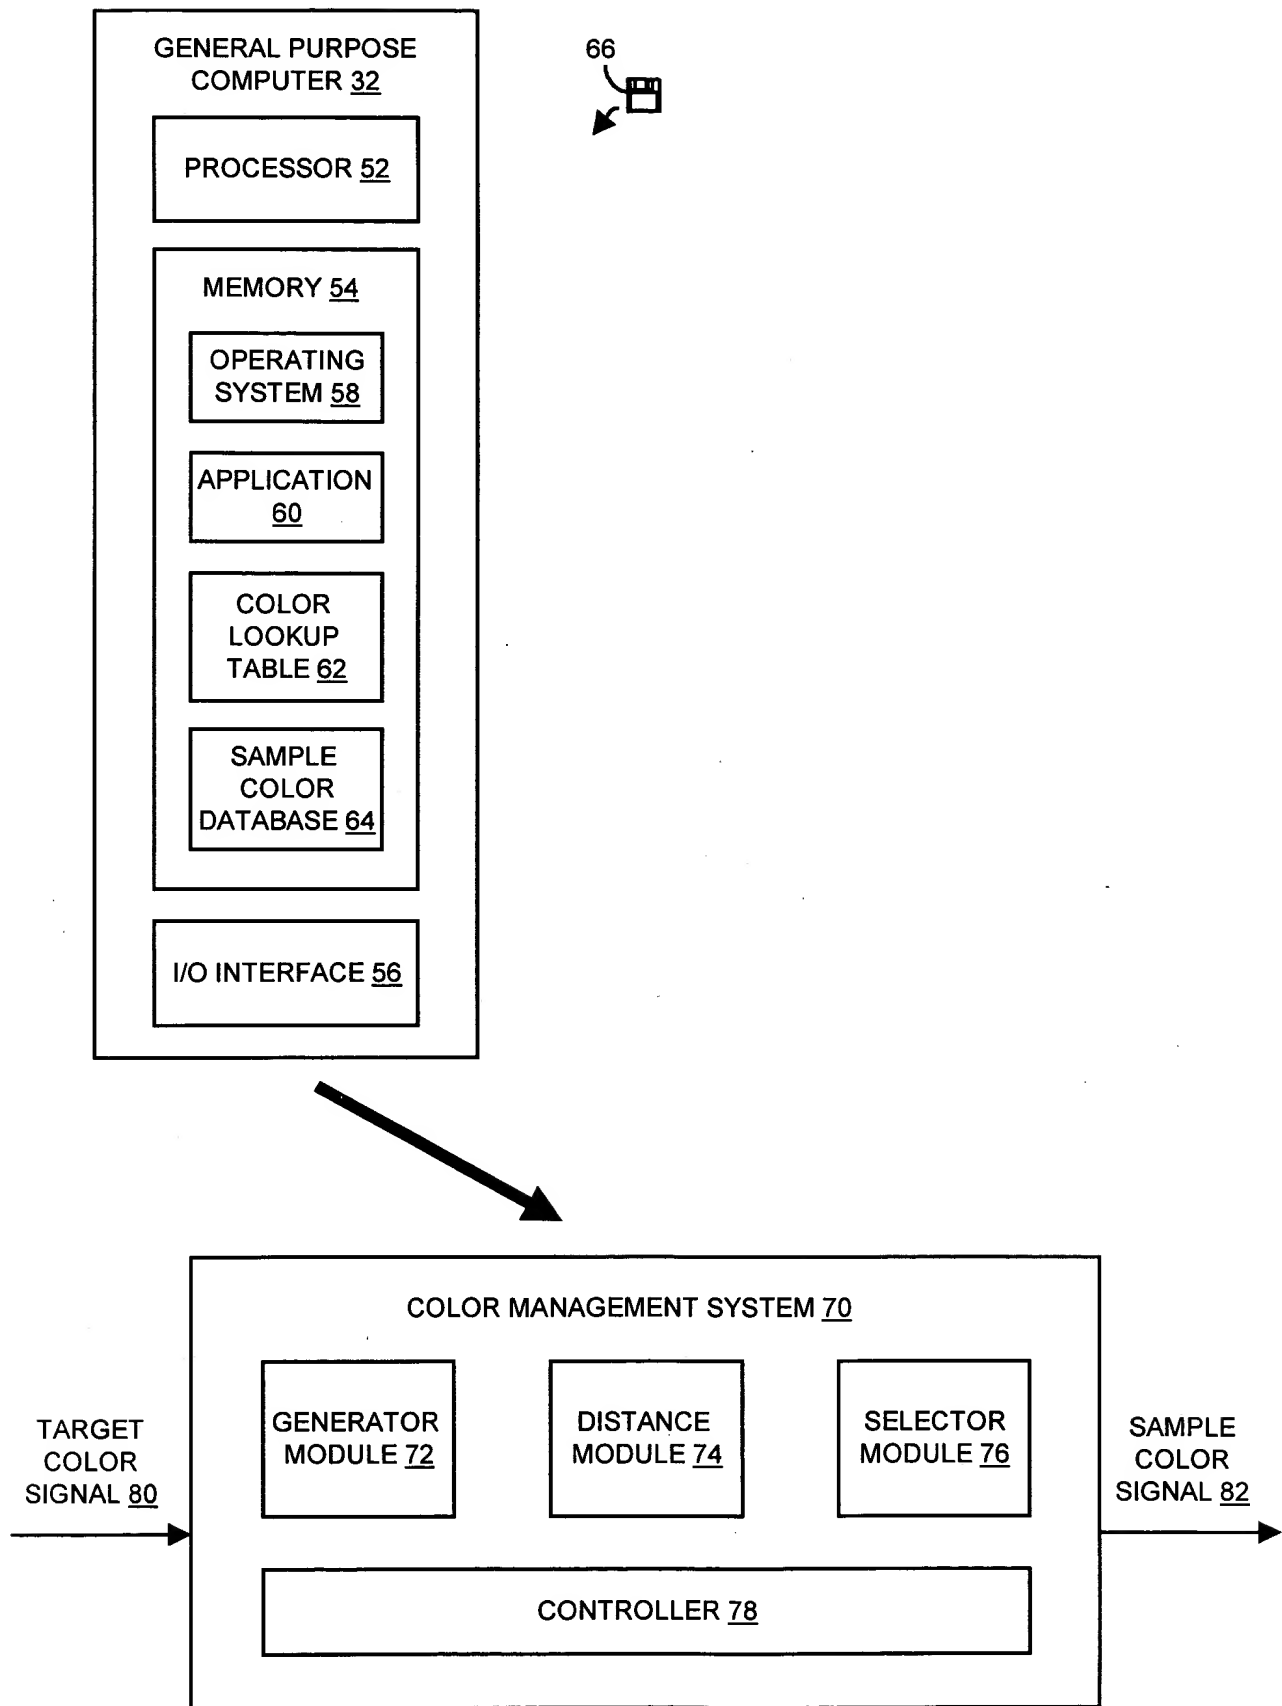 GENERAL PURPOSE
COMPUTER 32
66
PROCESSOR 52
MEMORY 54
OPERATING
SYSTEM 58
APPLICATION
60
COLOR
LOOKUP
TABLE 62
SAMPLE
COLOR
DATABASE 64
I/O INTERFACE 56
COLOR MANAGEMENT SYSTEM 70
GENERATOR
MODULE 72
DISTANCE
MODULE 74
SELECTOR
MODULE 76
TARGET
COLOR
SIGNAL 80
SAMPLE
COLOR
SIGNAL 82
CONTROLLER 78